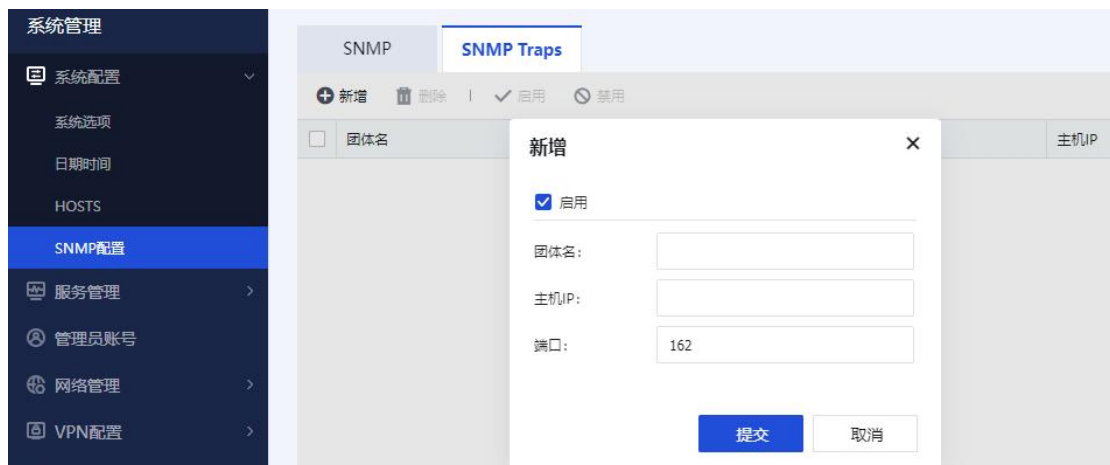 系统管理
系统配置
系统选项
日期时间
HOSTS
SNMP配置
服务管理
管理员账号
网络管理
VPN配置
SNMP SNMP Traps
新增 删除 | 启用 禁用
团体名 主机IP
新增
启用
团体名:
主机IP:
端口: 162
提交 取消